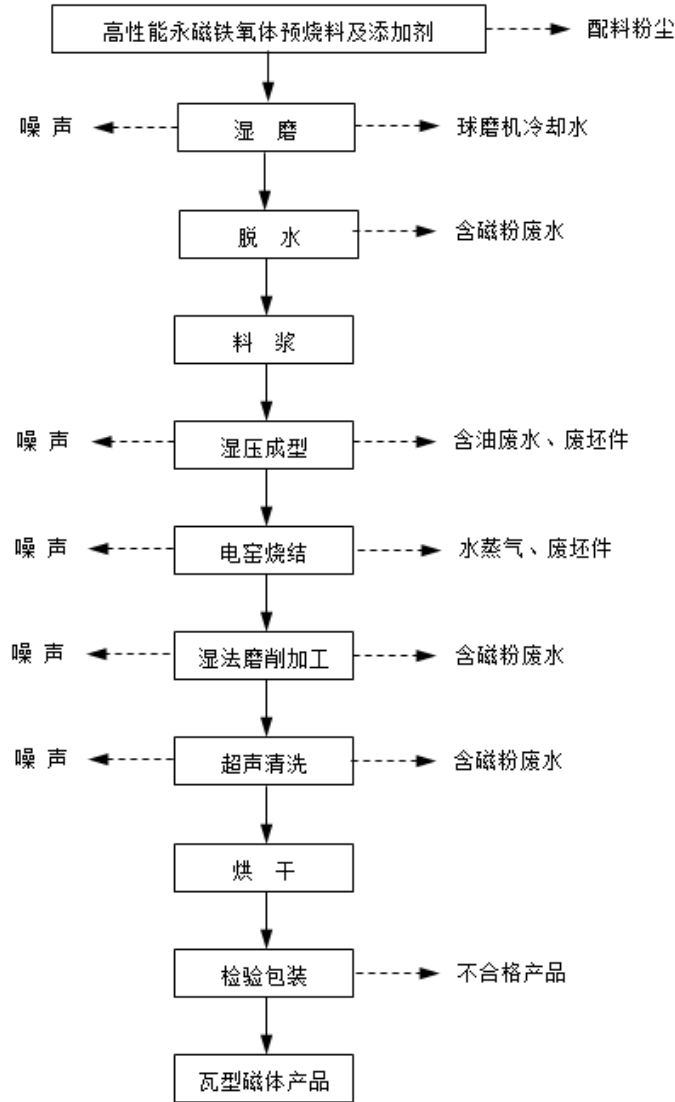 高性能永磁铁氧体预烧料及添加剂 配料粉尘
噪 声 湿 磨 球磨机冷却水
脱 水 含磁粉废水
料 浆
噪 声 湿压成型 含油废水、废坯件
噪 声 电窑烧结 水蒸气、废坯件
噪 声 湿法磨削加工 含磁粉废水
噪 声 超声清洗 含磁粉废水
烘 干
检验包装 不合格产品
瓦型磁体产品